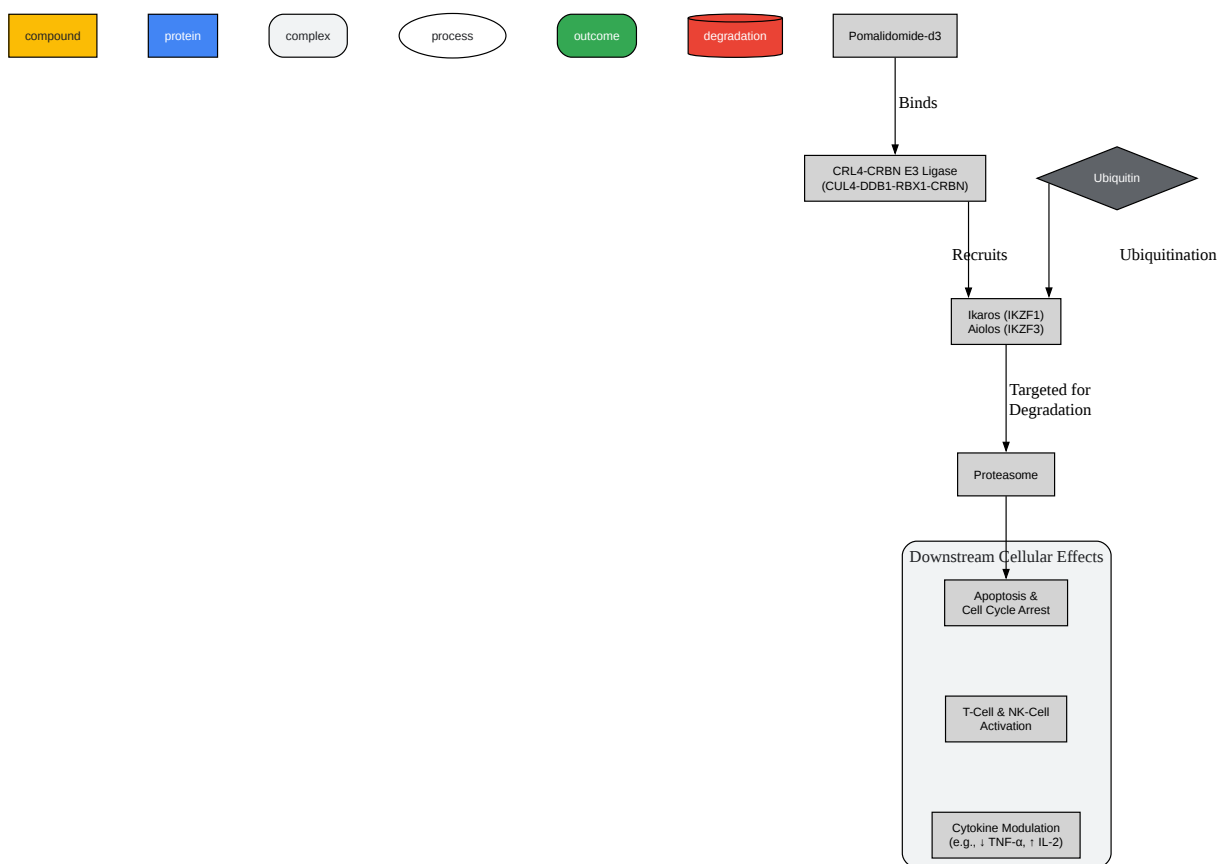 compound
protein
complex
process
outcome
degradation
Pomalidomide-d3
Binds
CRL4-CRBN E3 Ligase
(CUL4-DDB1-RBX1-CRBN)
Ubiquitin
Recruits
Ubiquitination
Ikaros (IKZF1)
Aiolos (IKZF3)
Targeted for
Degradation
Proteasome
Downstream Cellular Effects
Apoptosis &
Cell Cycle Arrest
T-Cell & NK-Cell
Activation
Cytokine Modulation
(e.g., ↓ TNF-α, ↑ IL-2)